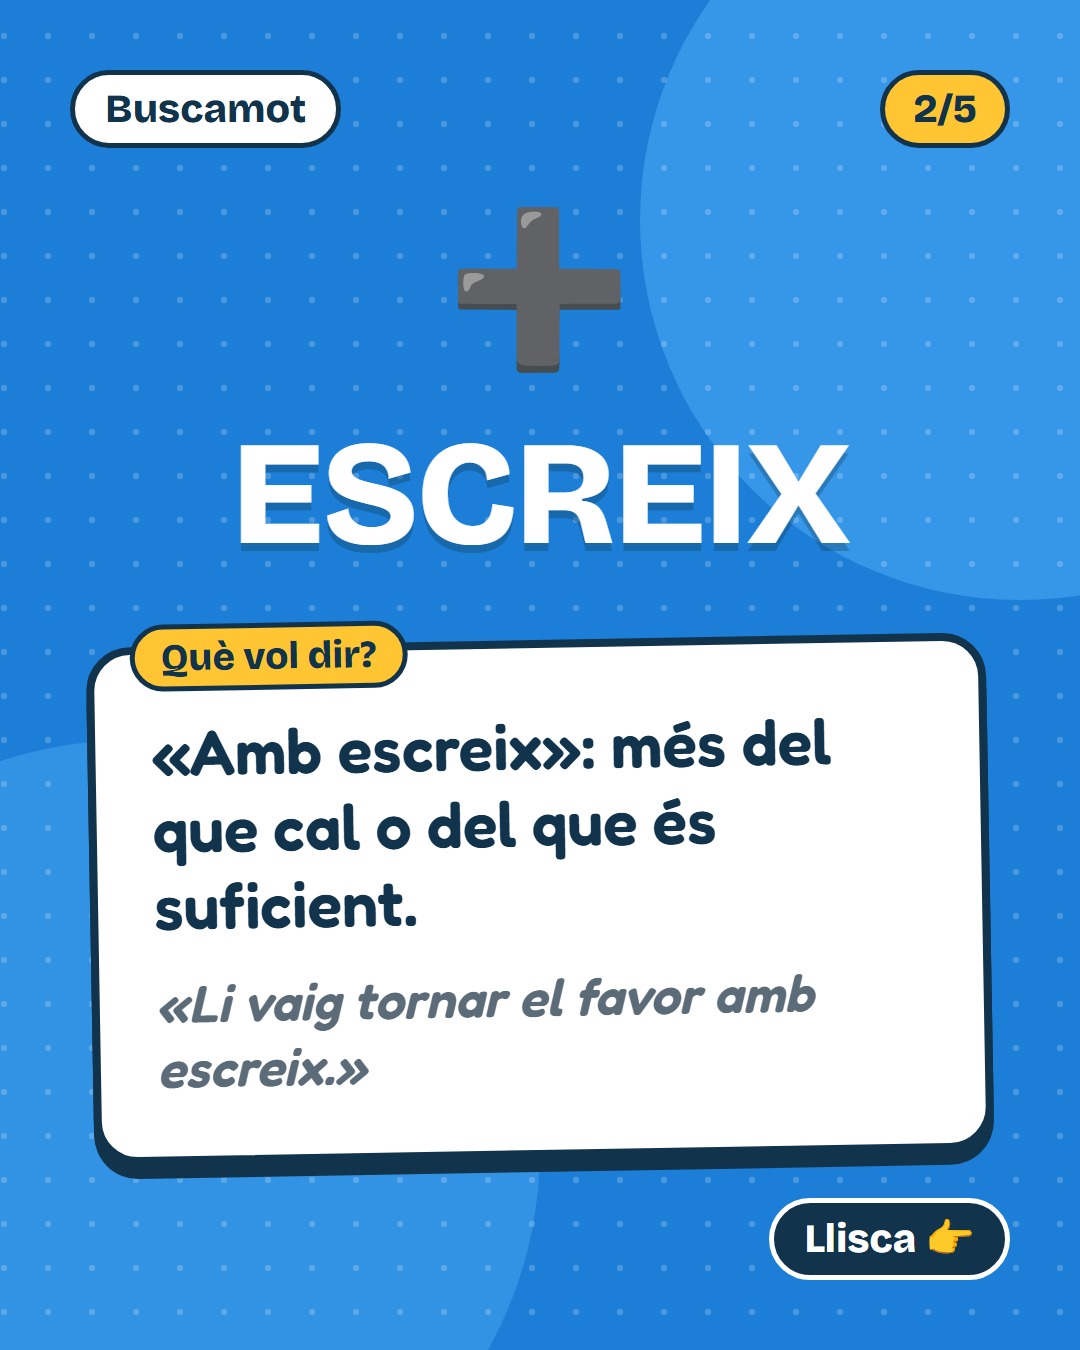 Buscamot
2/5
ESCREIX
Què vol dir?
«Amb escreix»: més del
que cal o del que és
suficient.
«Li vaig tornar el favor amb
escreix.»
Llisca 👉